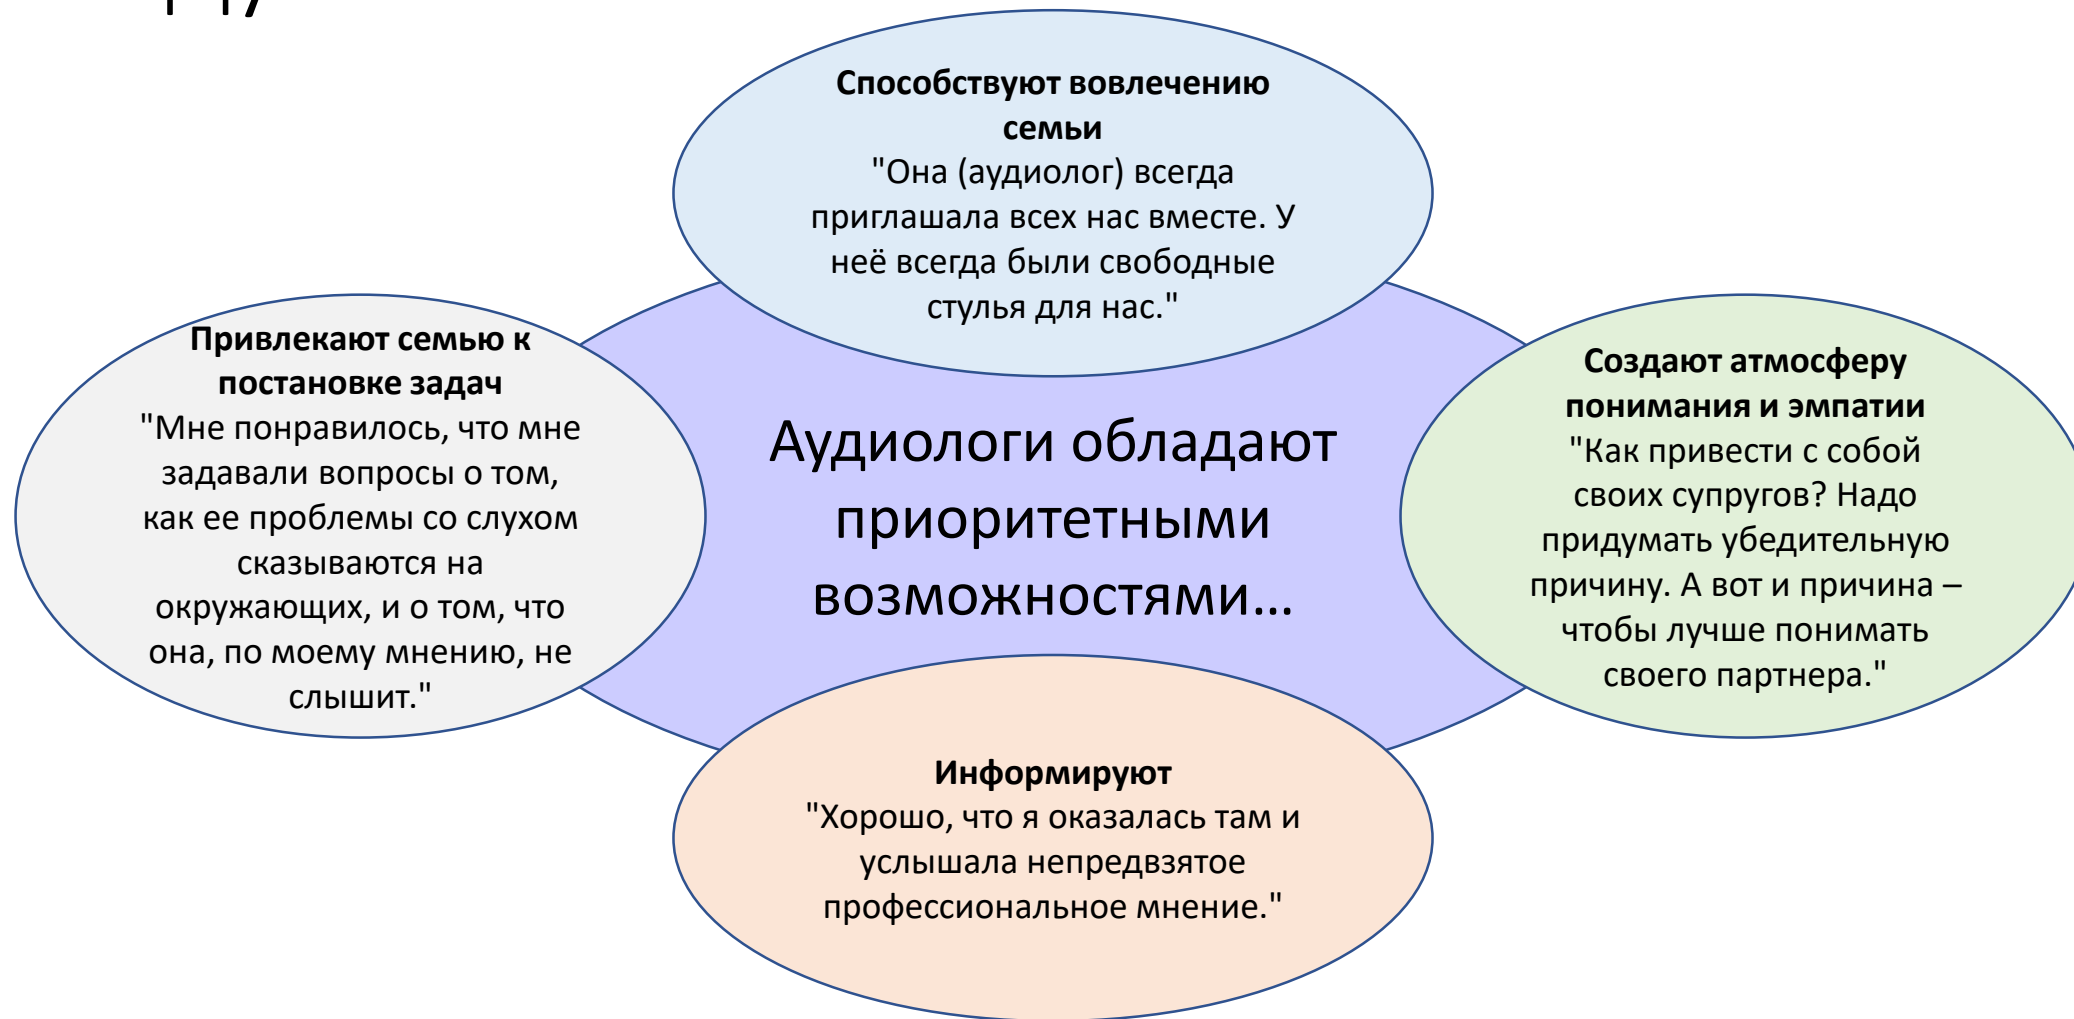 Способствуют вовлечению
семьи
"Она (аудиолог) всегда
приглашала всех нас вместе. У
неё всегда были свободные
стулья для нас."
Привлекают семью к
постановке задач
"Мне понравилось, что мне
задавали вопросы о том,
как ее проблемы со слухом
сказываются на
окружающих, и о том, что
она, по моему мнению, не
слышит."
Аудиологи обладают
приоритетными
возможностями...
Создают атмосферу
понимания и эмпатии
"Как привести с собой
своих супругов? Надо
придумать убедительную
причину. А вот и причина –
чтобы лучше понимать
своего партнера."
Информируют
"Хорошо, что я оказалась там и
услышала непредвзятое
профессиональное мнение."